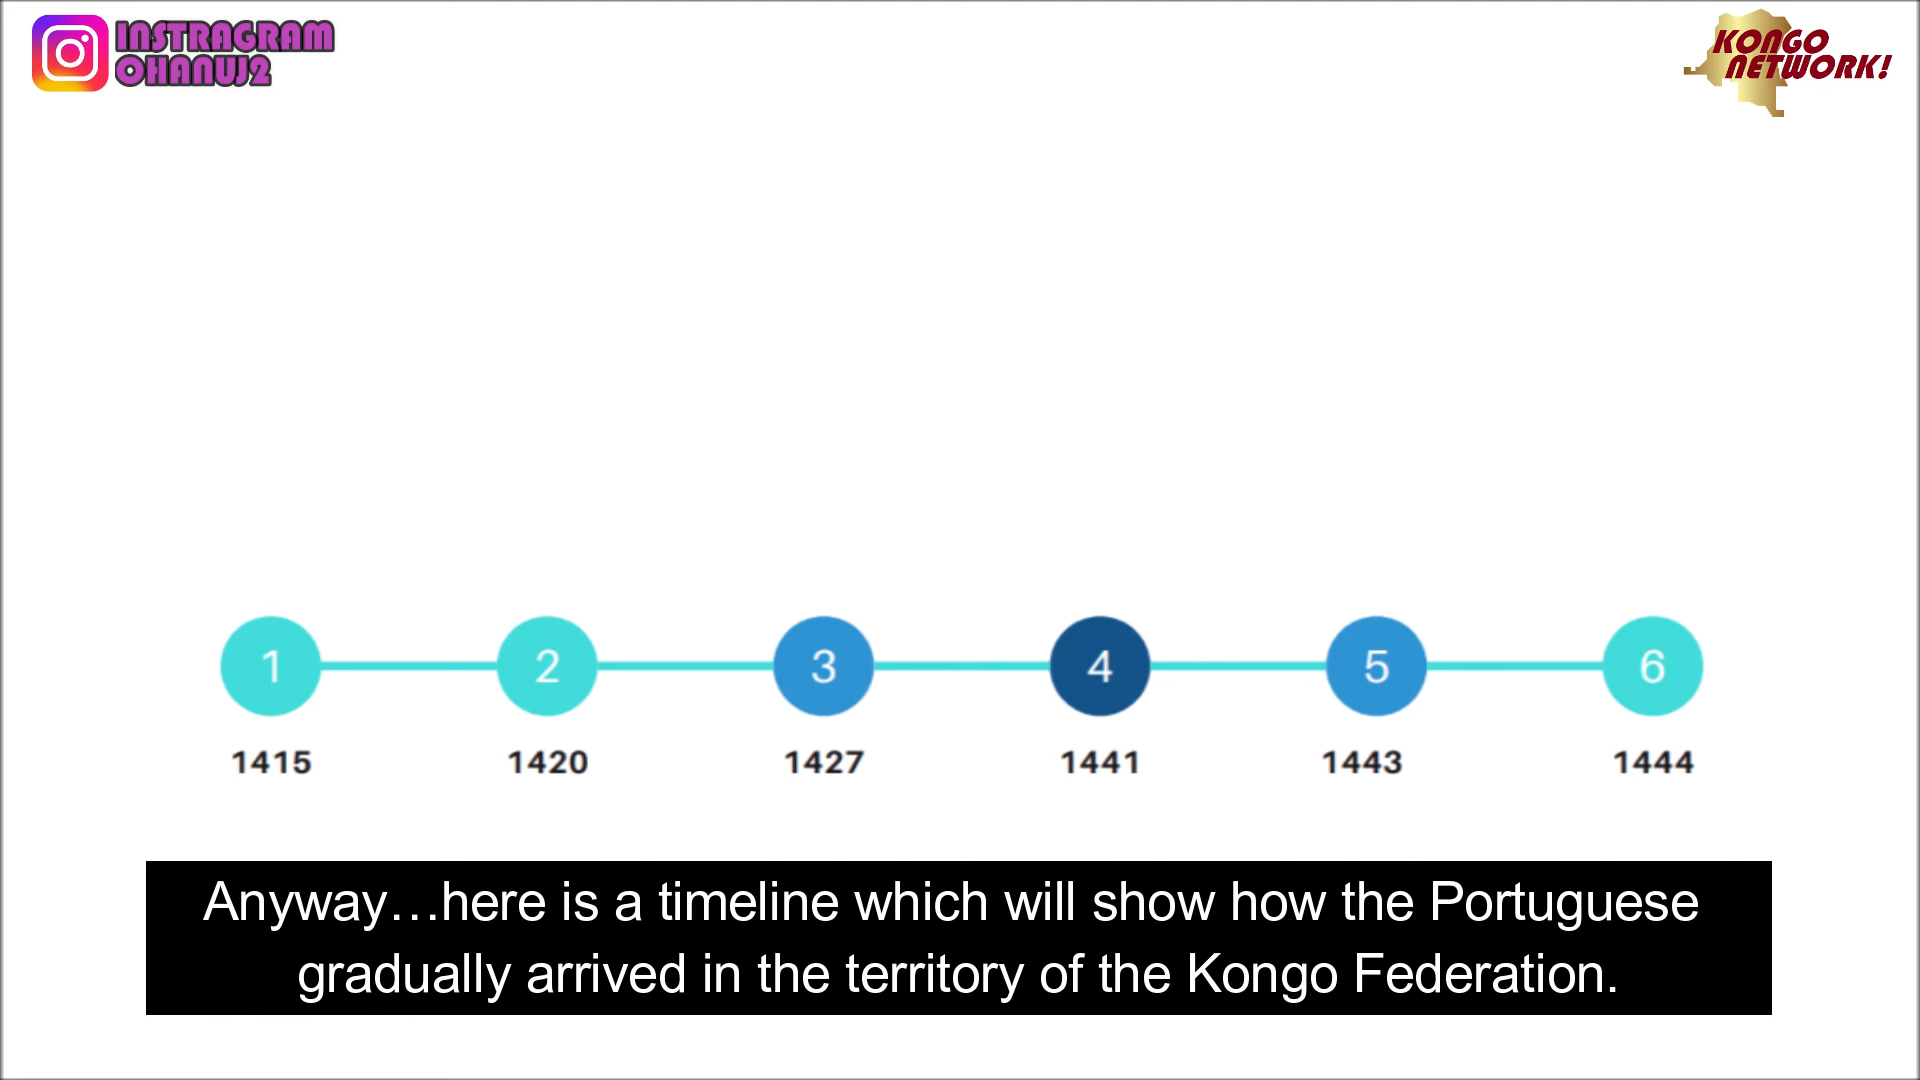 INSTRAGRAM
OHANUJ2
KONGO
NETWORK!
1 2 3 4 5 6
1415 1420 1427 1441 1443 1444
Anyway…here is a timeline which will show how the Portuguese
gradually arrived in the territory of the Kongo Federation.